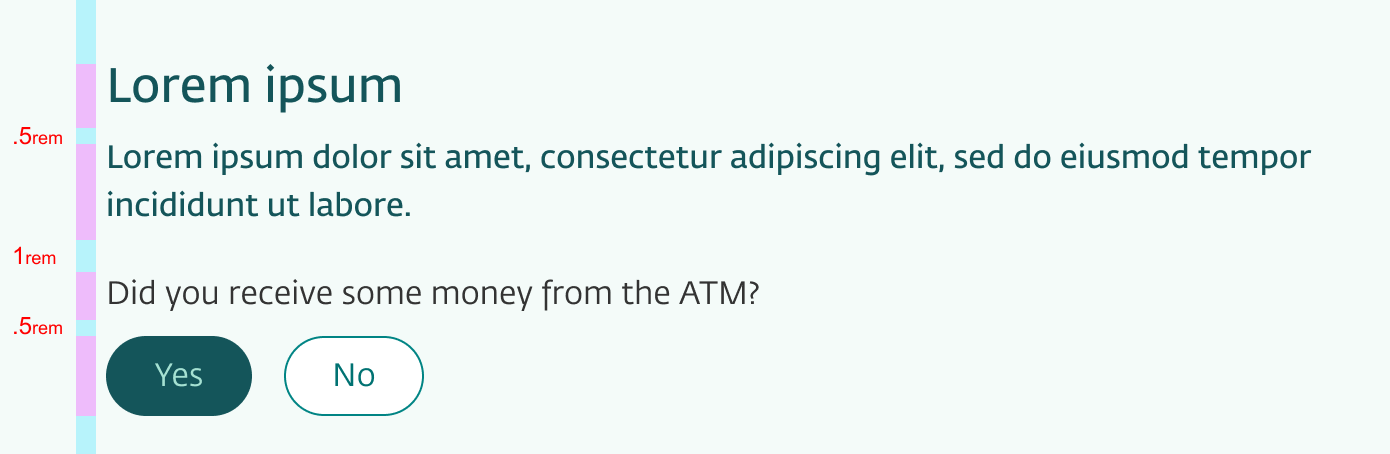 Lorem ipsum
.5rem
Lorem ipsum dolor sit amet, consectetur adipiscing elit, sed do eiusmod tempor
incididunt ut labore.
1rem
Did you receive some money from the ATM?
.5rem
Yes No